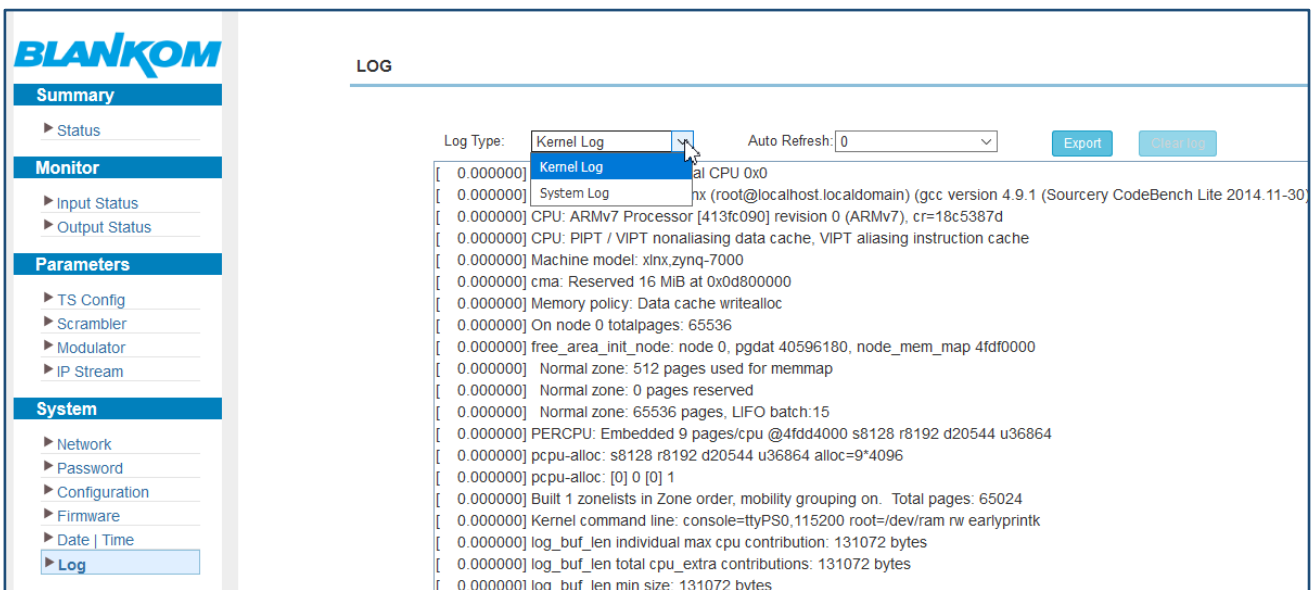 BLANKOM
Summary
Status
Monitor
Input Status
Output Status
Parameters
TS Config
Scrambler
Modulator
IP Stream
System
Network
Password
Configuration
Firmware
Date | Time
Log
LOG
Log Type: Kernel Log Auto Refresh: 0 Export Clear log
Kernel Log
System Log
[ 0.000000] al CPU 0x0
[ 0.000000] nx (root@localhost.localdomain) (gcc version 4.9.1 (Sourcery CodeBench Lite 2014.11-30)
[ 0.000000] CPU: ARMv7 Processor [413fc090] revision 0 (ARMv7), cr=18c5387d
[ 0.000000] CPU: PIPT / VIPT nonaliasing data cache, VIPT aliasing instruction cache
[ 0.000000] Machine model: xlnx,zynq-7000
[ 0.000000] cma: Reserved 16 MiB at 0x0d800000
[ 0.000000] Memory policy: Data cache writealloc
[ 0.000000] On node 0 totalpages: 65536
[ 0.000000] free_area_init_node: node 0, pgdat 40596180, node_mem_map 4fdf0000
[ 0.000000] Normal zone: 512 pages used for memmap
[ 0.000000] Normal zone: 0 pages reserved
[ 0.000000] Normal zone: 65536 pages, LIFO batch:15
[ 0.000000] PERCPU: Embedded 9 pages/cpu @4fdd4000 s8128 r8192 d20544 u36864
[ 0.000000] pcpu-alloc: s8128 r8192 d20544 u36864 alloc=9*4096
[ 0.000000] pcpu-alloc: [0] 0 [0] 1
[ 0.000000] Built 1 zonelists in Zone order, mobility grouping on. Total pages: 65024
[ 0.000000] Kernel command line: console=ttyPS0,115200 root=/dev/ram rw earlyprintk
[ 0.000000] log_buf_len individual max cpu contribution: 131072 bytes
[ 0.000000] log_buf_len total cpu_extra contributions: 131072 bytes
[ 0.000000] log_buf_len min size: 131072 bytes